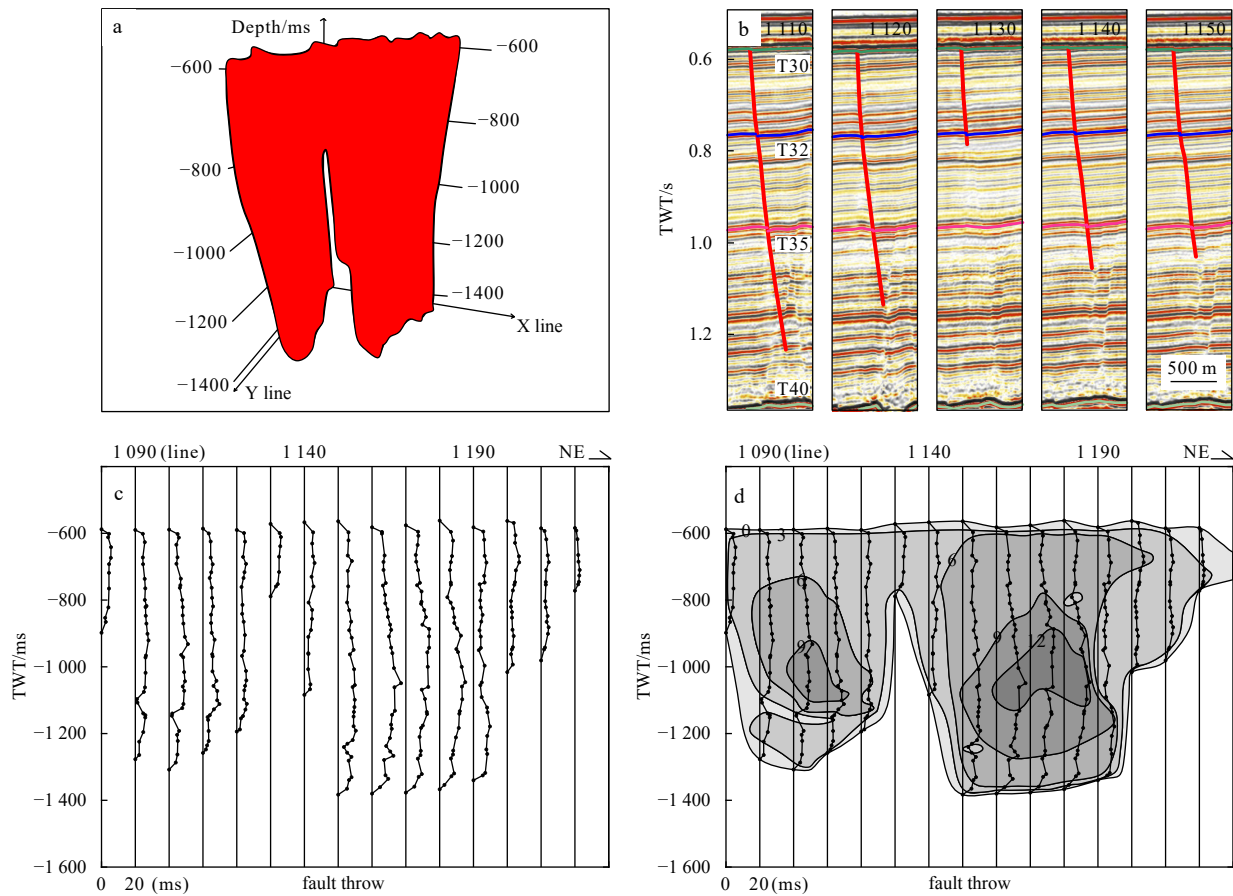 a
Depth/ms
−600
−600
−800
−800
−1000
−1000
−1200
−1200
−1400
−1400
X line
Y line
b
1 110
1 120
1 130
1 140
1 150
0.6
0.8
1.0
1.2
TWT/s
T30
T32
T35
T40
500 m
1 090 (line)
1 140
1 190
NE
c
−600
−800
−1 000
−1 200
−1 400
−1 600
TWT/ms
0
20
(ms)
fault throw
1 090 (line)
1 140
1 190
NE
d
0
3
6
6
9
9
12
−600
−800
−1 000
−1 200
−1 400
−1 600
TWT/ms
0
20 (ms)
fault throw